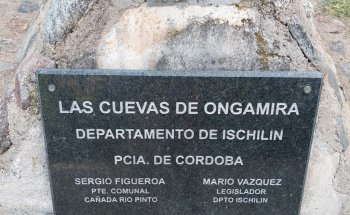 LAS CUEVAS DE ONGAMIRA
DEPARTAMENTO DE ISCHILIN
PCIA. DE CORDOBA
SERGIO FIGUEROA
PTE. COMUNAL
CAÑADA RIO PINTO
MARIO VAZQUEZ
LEGISLADOR
DPTO ISCHILIN